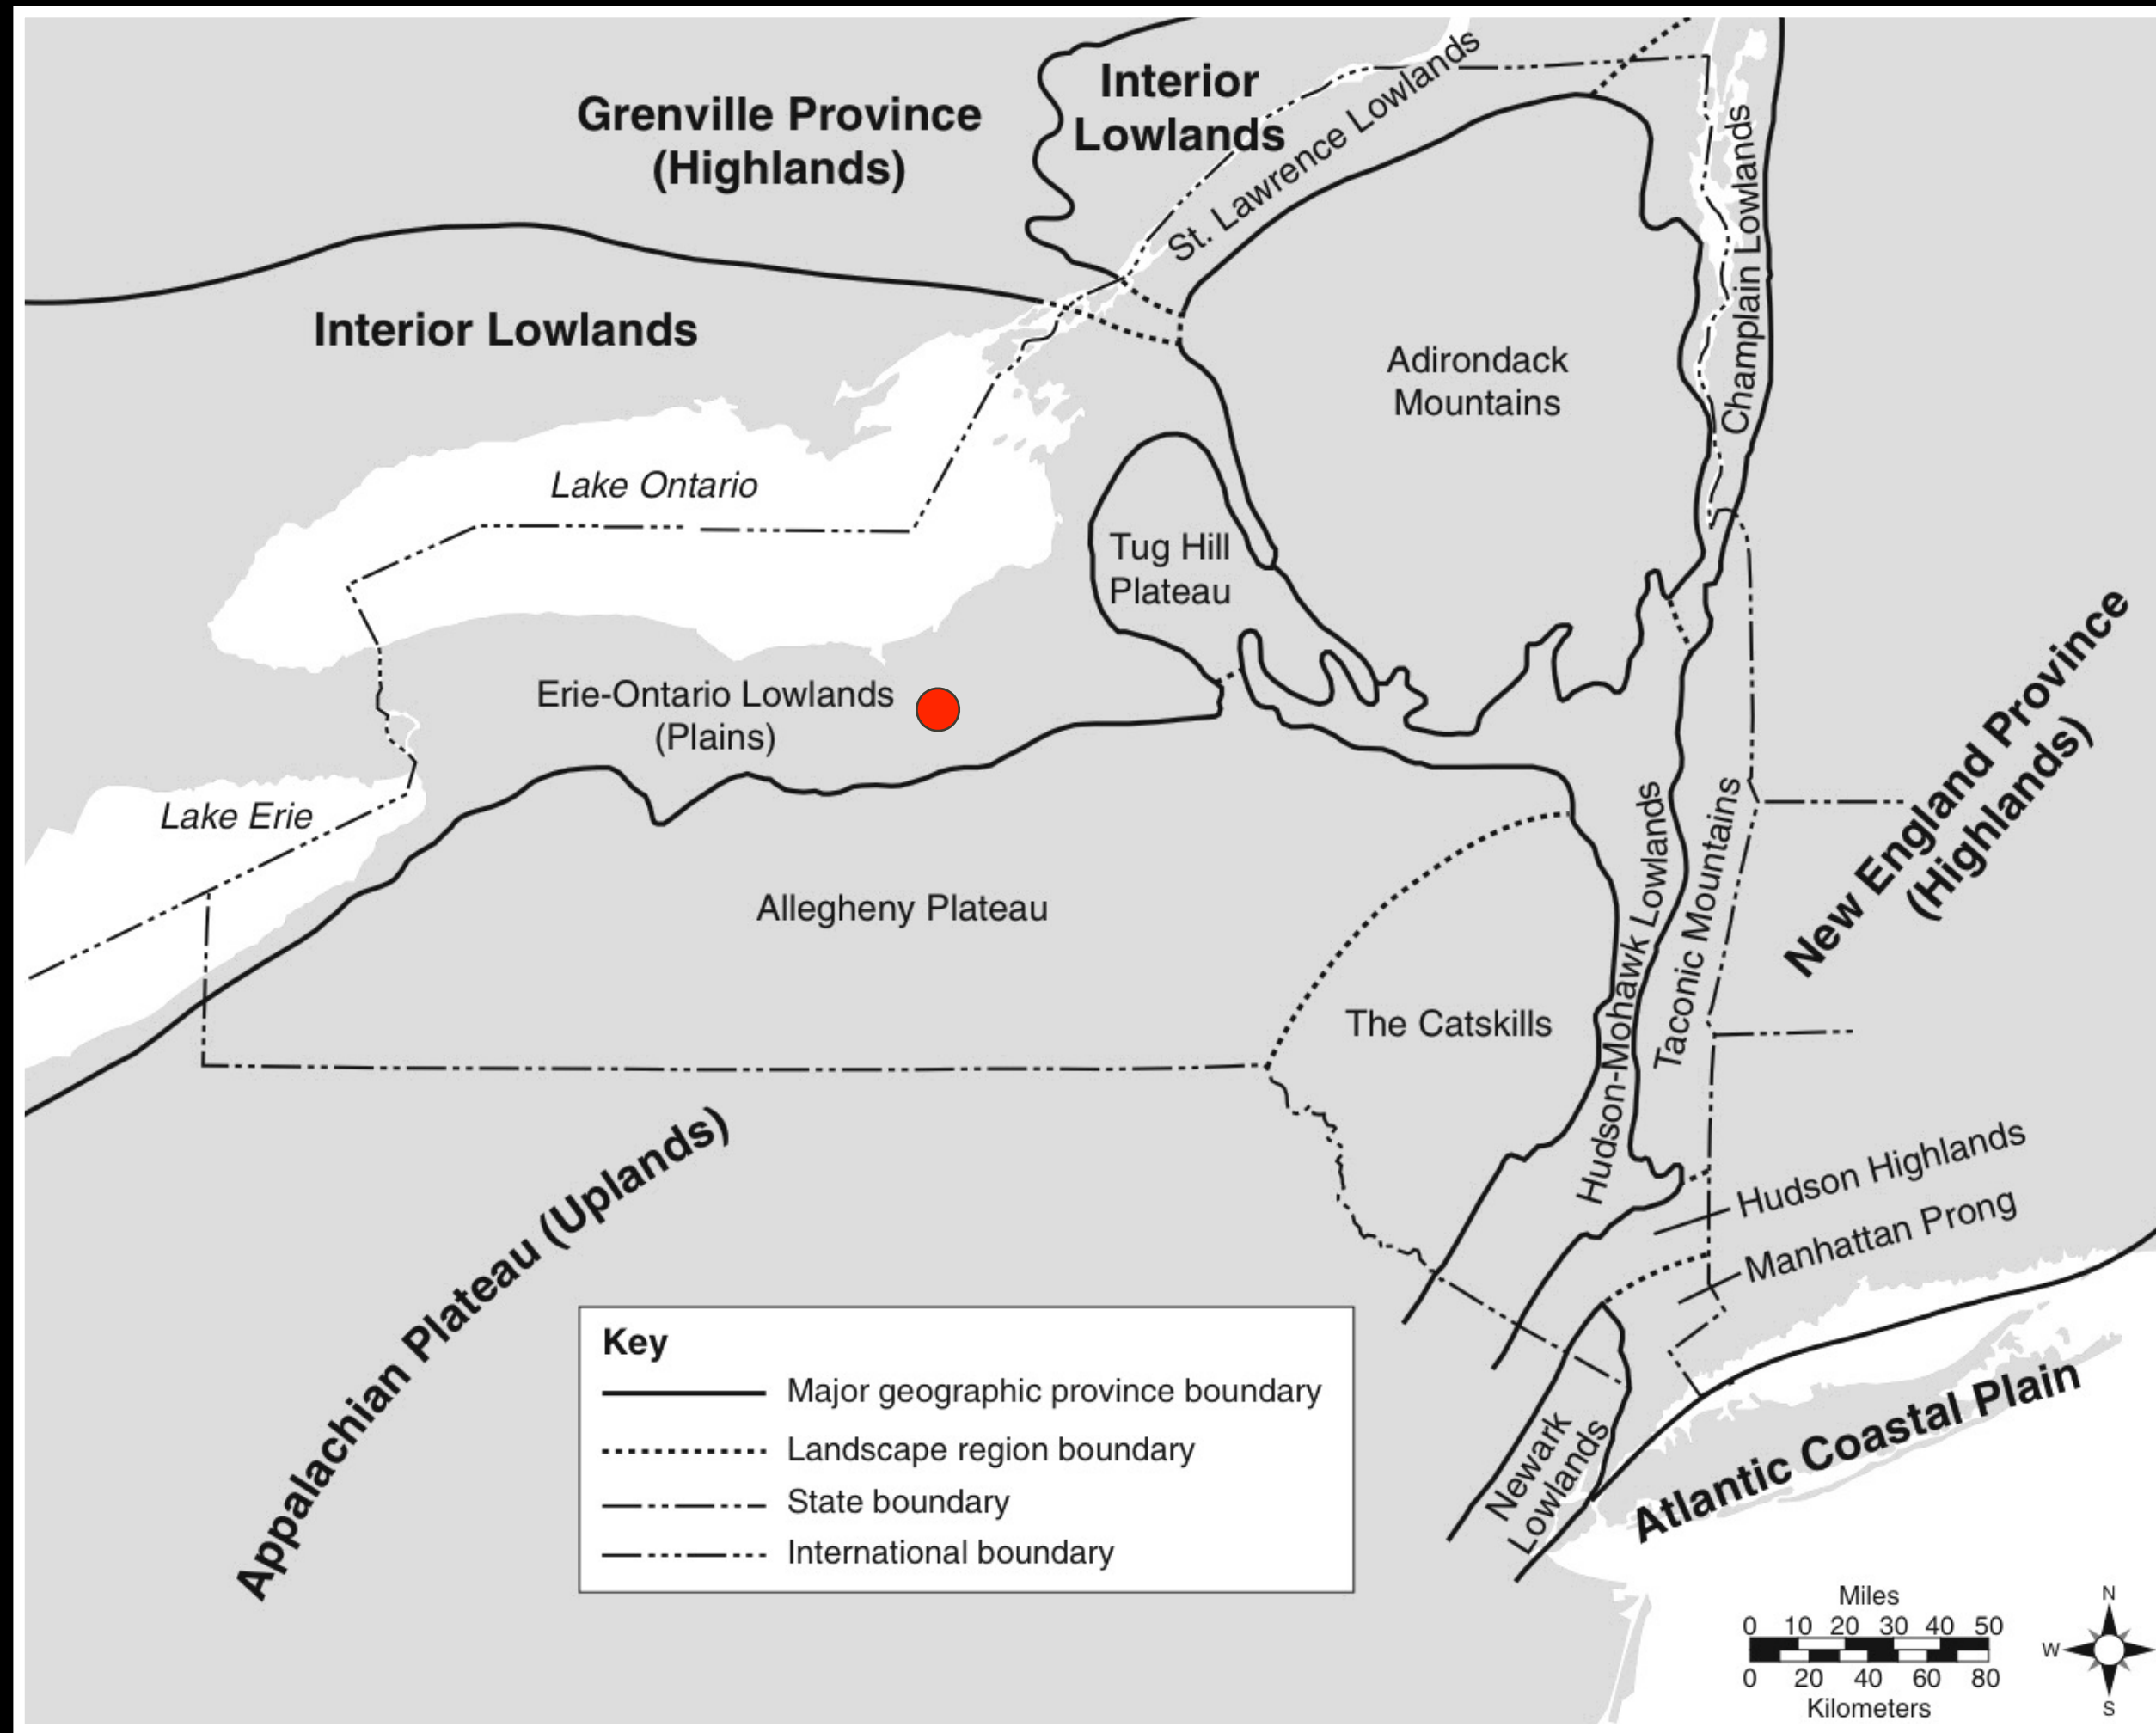 Grenville Province
(Highlands)
Interior
Lowlands
St. Lawrence Lowlands
Champlain Lowlands
Interior Lowlands
Adirondack
Mountains
Lake Ontario
Tug Hill
Plateau
Erie-Ontario Lowlands
(Plains)
Lake Erie
New England Province
(Highlands)
Allegheny Plateau
Hudson-Mohawk Lowlands
Taconic Mountains
The Catskills
Appalachian Plateau (Uplands)
Hudson Highlands
Manhattan Prong
Newark
Lowlands
Atlantic Coastal Plain
Key
Major geographic province boundary
Landscape region boundary
State boundary
International boundary
Miles
0 10 20 30 40 50
0 20 40 60 80
Kilometers
N
W
S